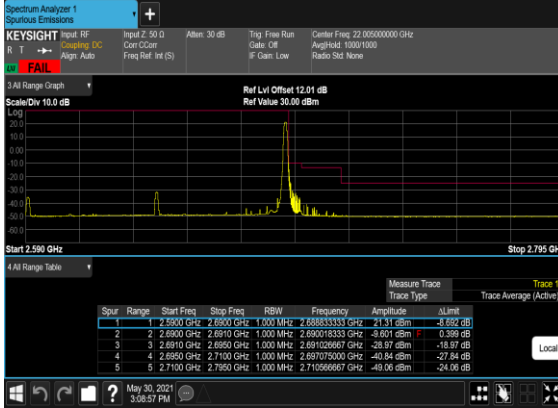 Spectrum Analyzer 1
Spurious Emissions
+
KEYSIGHT Input: RF Input Z: 50 Ω Atten: 30 dB Trig: Free Run Center Freq: 22.005000000 GHz
R T Coupling: DC Corr CCorr Gate: Off Avg|Hold: 1000/1000
Align: Auto Freq Ref: Int (S) IF Gain: Low Radio Std: None
FAIL
3.All Range Graph
Ref Lvl Offset 12.01 dB
Scale/Div 10.0 dB Ref Value 30.00 dBm
Log
20.0
10.0
0.00
-10.0
-20.0
-30.0
-40.0
-50.0
-60.0
Start 2.590 GHz Stop 2.795 GH
4.All Range Table
Measure Trace Trace 1
Trace Type Trace Average (Active)
Spur Range Start Freq Stop Freq RBW Frequency Amplitude ΔLimit
1 1 2.5900 GHz 2.6900 GHz 1.000 MHz 2.688833333 GHz 21.31 dBm -8.692 dB
2 2 2.6900 GHz 2.6910 GHz 1.000 MHz 2.690018333 GHz -9.601 dBm F 0.399 dB
3 3 2.6910 GHz 2.6950 GHz 1.000 MHz 2.691026667 GHz -28.97 dBm -18.97 dB
4 4 2.6950 GHz 2.7100 GHz 1.000 MHz 2.697075000 GHz -40.84 dBm -27.84 dB
5 5 2.7100 GHz 2.7950 GHz 1.000 MHz 2.710566667 GHz -49.06 dBm -24.06 dB
Local
? May 30, 2021
3:08:57 PM